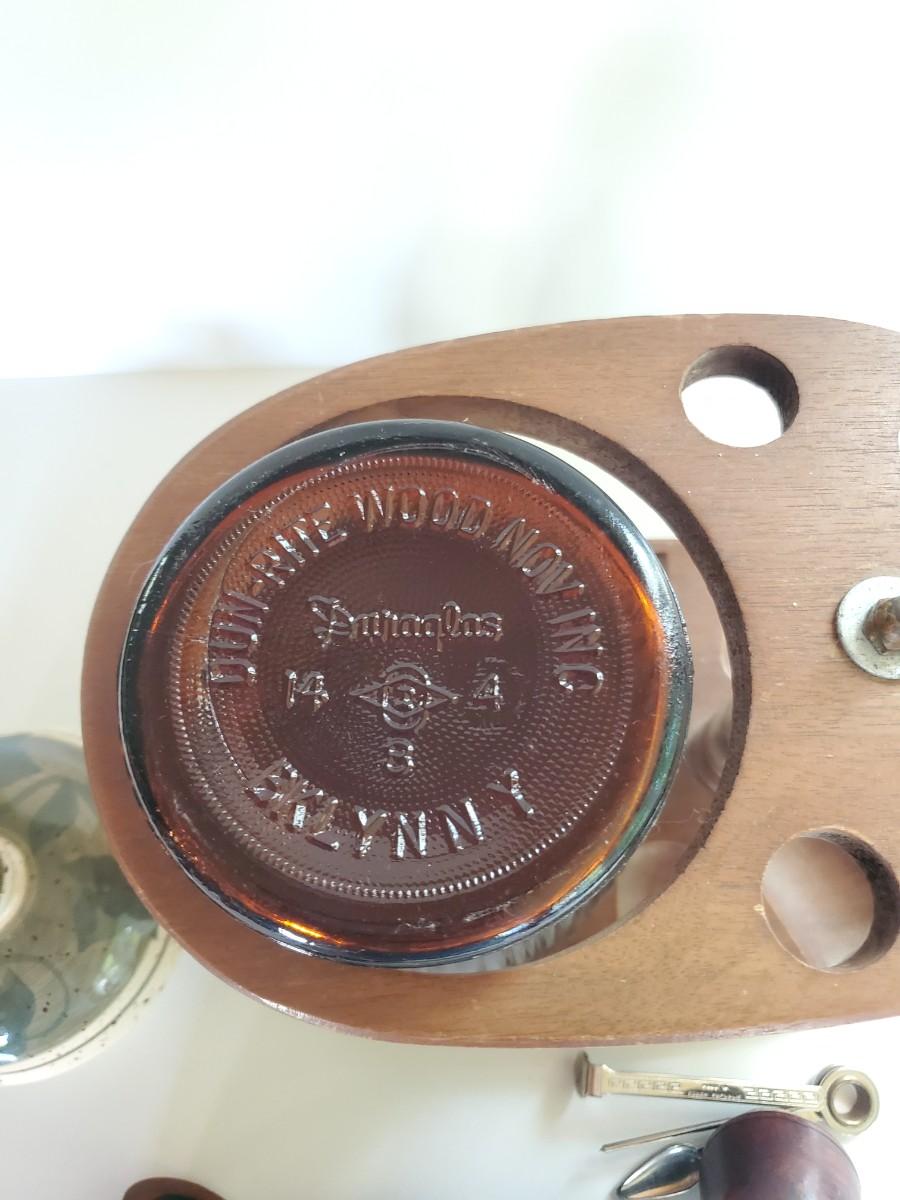 DUN-RITE WOOD NOV INC
Duraglas
14 4
8
BKLYN N Y